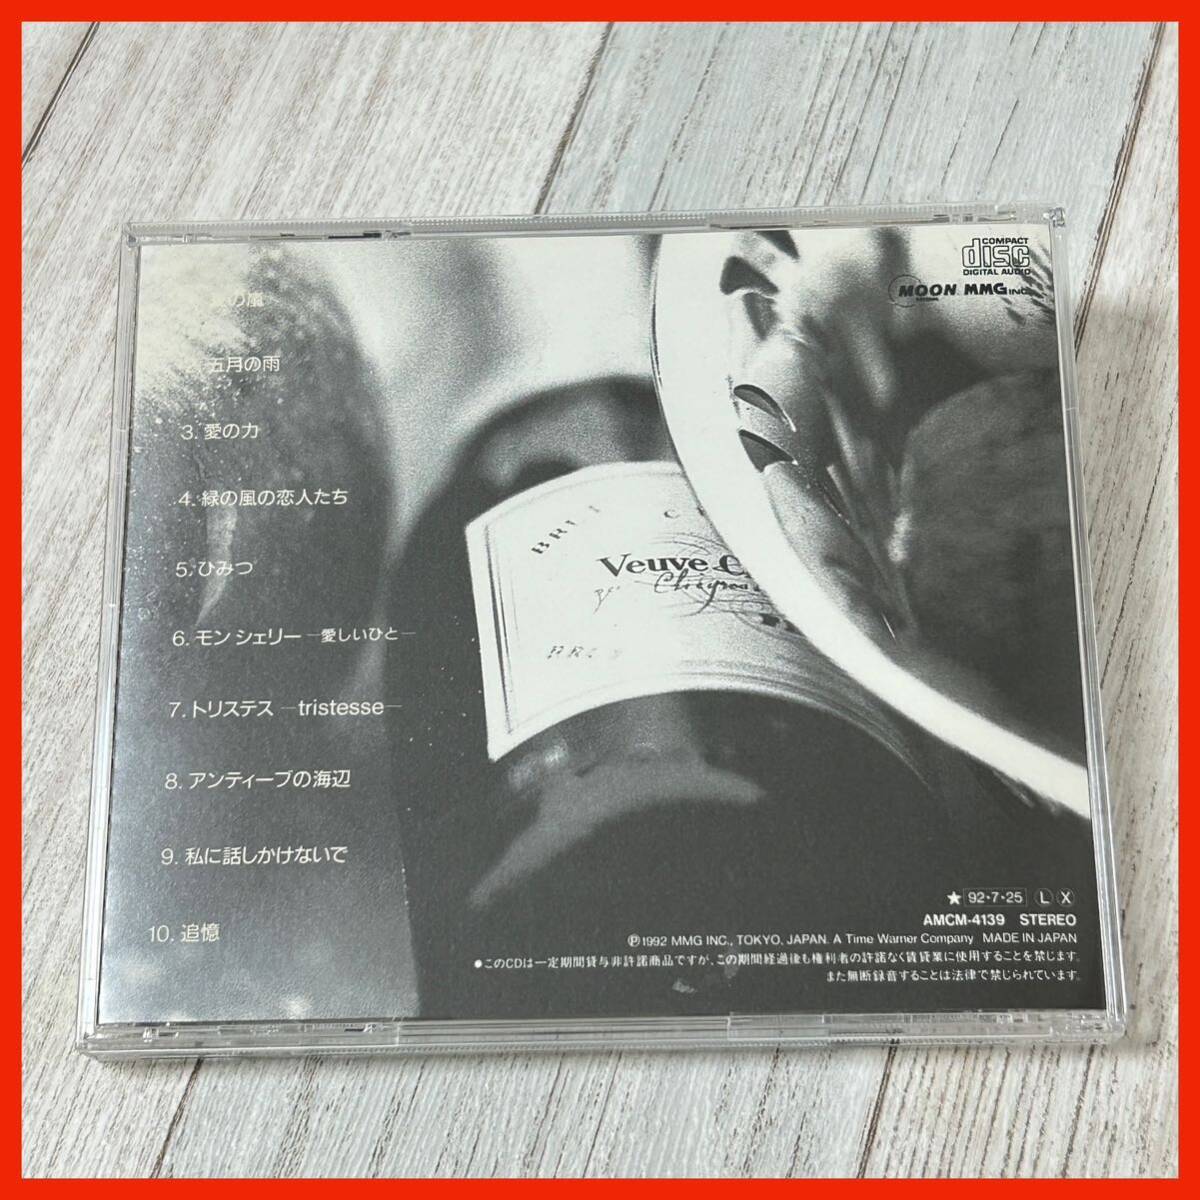 COMPACT
disc
DIGITAL AUDIO
MOON MMG INC.
の嵐
五月の雨
3. 愛の力
4. 緑の風の恋人たち
5. ひみつ
6. モン シェリー —愛しいひと—
7. トリステス —tristesse—
8. アンティーブの海辺
9. 私に話しかけないで
10. 追憶
BRUT
Veuve
★ 92・7・25 Ⓛ Ⓧ
AMCM-4139 STEREO
Ⓟ1992 MMG INC., TOKYO, JAPAN. A Time Warner Company MADE IN JAPAN
●このCDは一定期間貸与非許諾商品ですが、この期間経過後も権利者の許諾なく賃貸業に使用することを禁じます。
また無断録音することは法律で禁じられています。